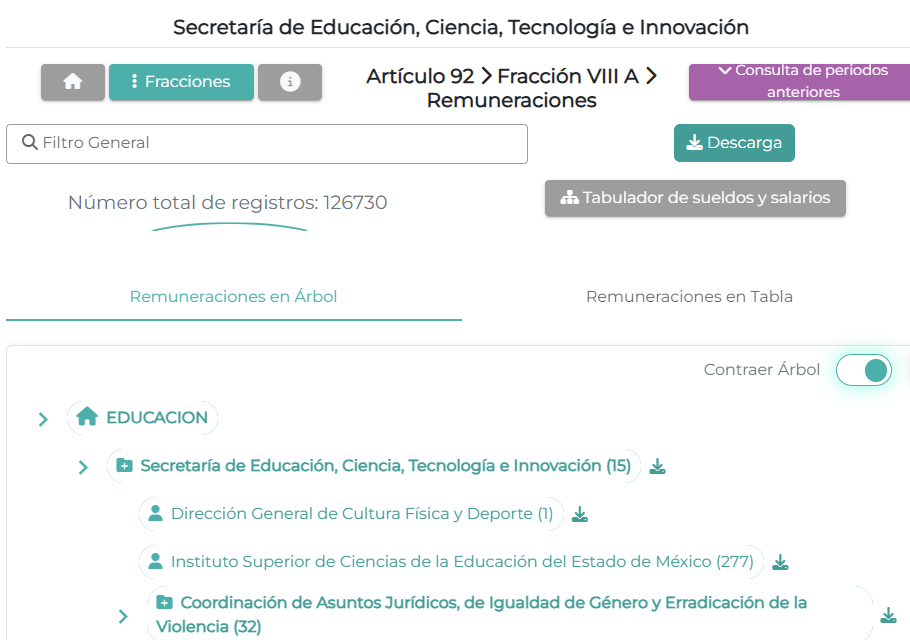 Secretaría de Educación, Ciencia, Tecnología e Innovación
Fracciones
Artículo 92 > Fracción VIII A >
Remuneraciones
Consulta de periodos
anteriores
Filtro General
Descarga
Número total de registros: 126730
Tabulador de sueldos y salarios
Remuneraciones en Árbol
Remuneraciones en Tabla
Contraer Árbol
EDUCACION
Secretaría de Educación, Ciencia, Tecnología e Innovación (15)
Dirección General de Cultura Física y Deporte (1)
Instituto Superior de Ciencias de la Educación del Estado de México (277)
Coordinación de Asuntos Jurídicos, de Igualdad de Género y Erradicación de la
Violencia (32)